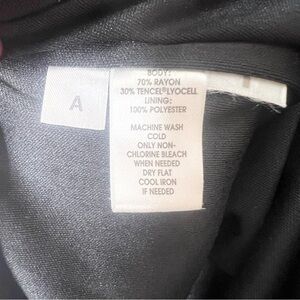 A
BODY:
70% RAYON
30% TENCEL®LYOCELL
LINING:
100% POLYESTER
MACHINE WASH
COLD
ONLY NON-
CHLORINE BLEACH
WHEN NEEDED
DRY FLAT
COOL IRON
IF NEEDED